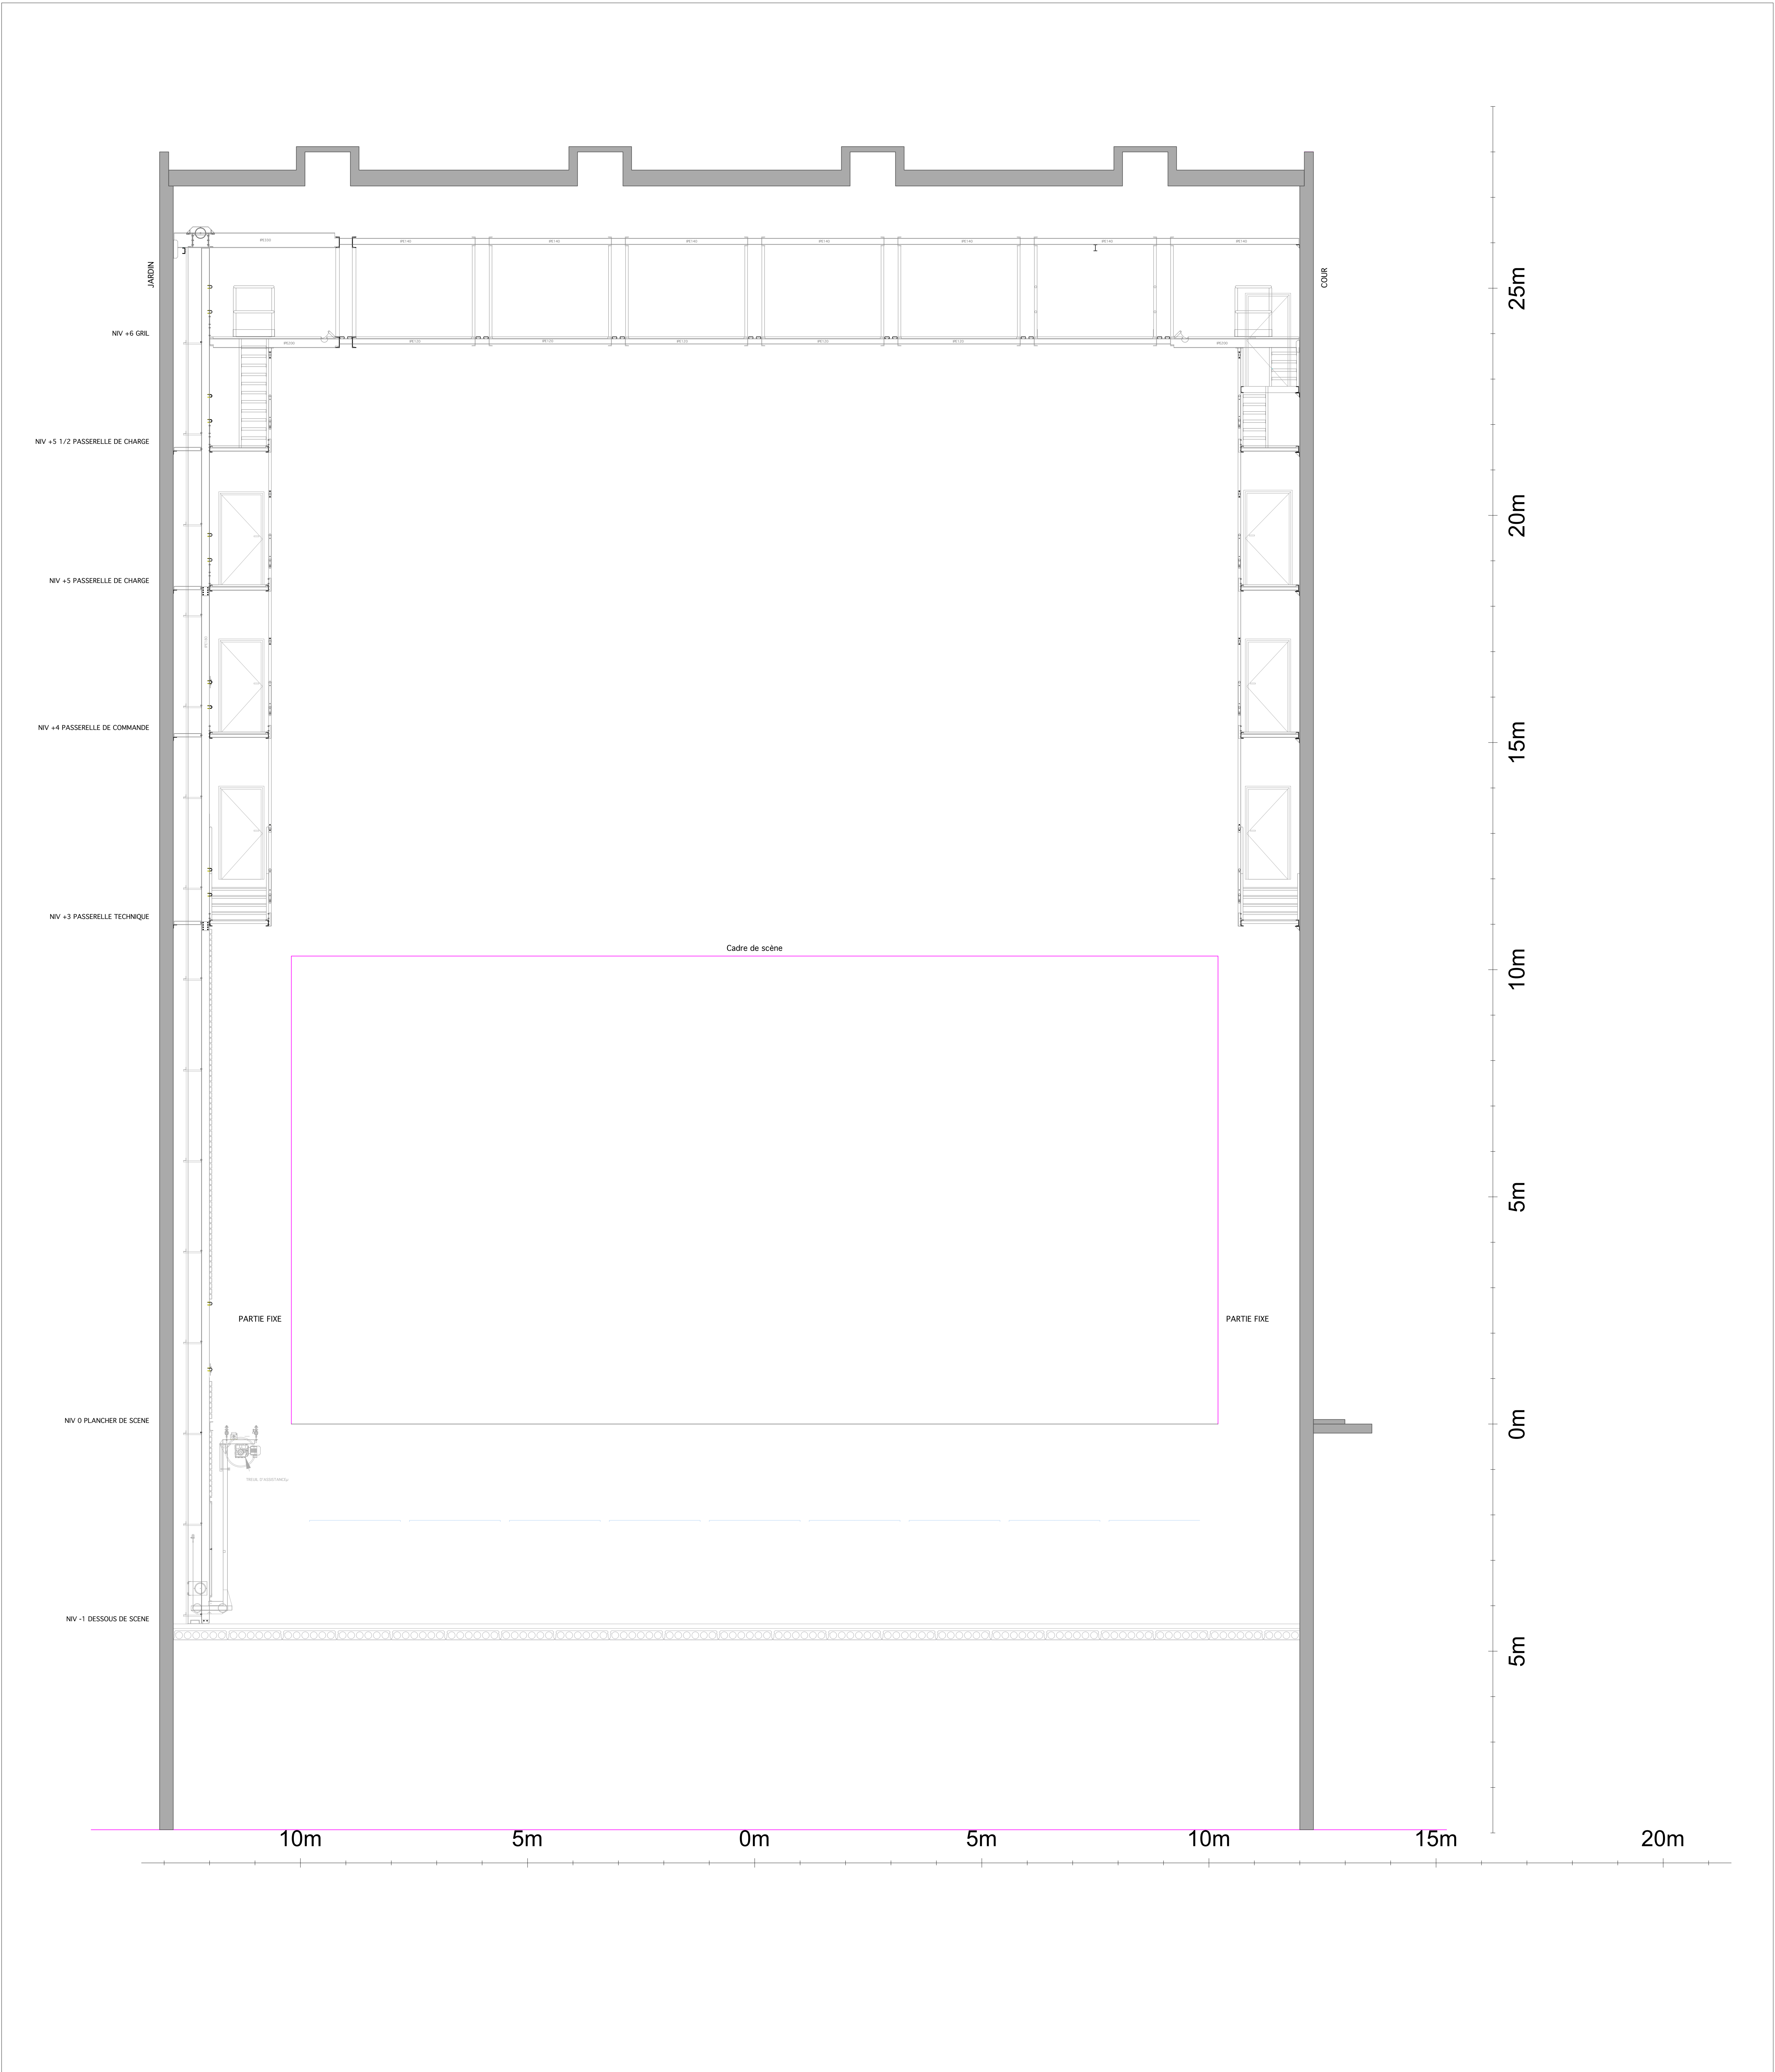 JARDIN
COUR
25m
NIV +6 GRIL
NIV +5 1/2 PASSERELLE DE CHARGE
20m
NIV +5 PASSERELLE DE CHARGE
NIV +4 PASSERELLE DE COMMANDE
15m
NIV +3 PASSERELLE TECHNIQUE
Cadre de scène
10m
5m
PARTIE FIXE
PARTIE FIXE
NIV 0 PLANCHER DE SCENE
0m
NIV -1 DESSOUS DE SCENE
5m
10m
5m
0m
5m
10m
15m
20m